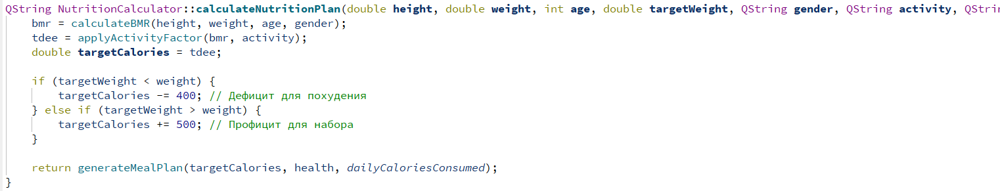 QString NutritionCalculator::calculateNutritionPlan(double height, double weight, int age, double targetWeight, QString gender, QString activity, QStrin
bmr = calculateBMR(height, weight, age, gender);
tdee = applyActivityFactor(bmr, activity);
double targetCalories = tdee;
if (targetWeight < weight) {
targetCalories -= 400; // Дефицит для похудения
} else if (targetWeight > weight) {
targetCalories += 500; // Профицит для набора
}
return generateMealPlan(targetCalories, health, dailyCaloriesConsumed);
}